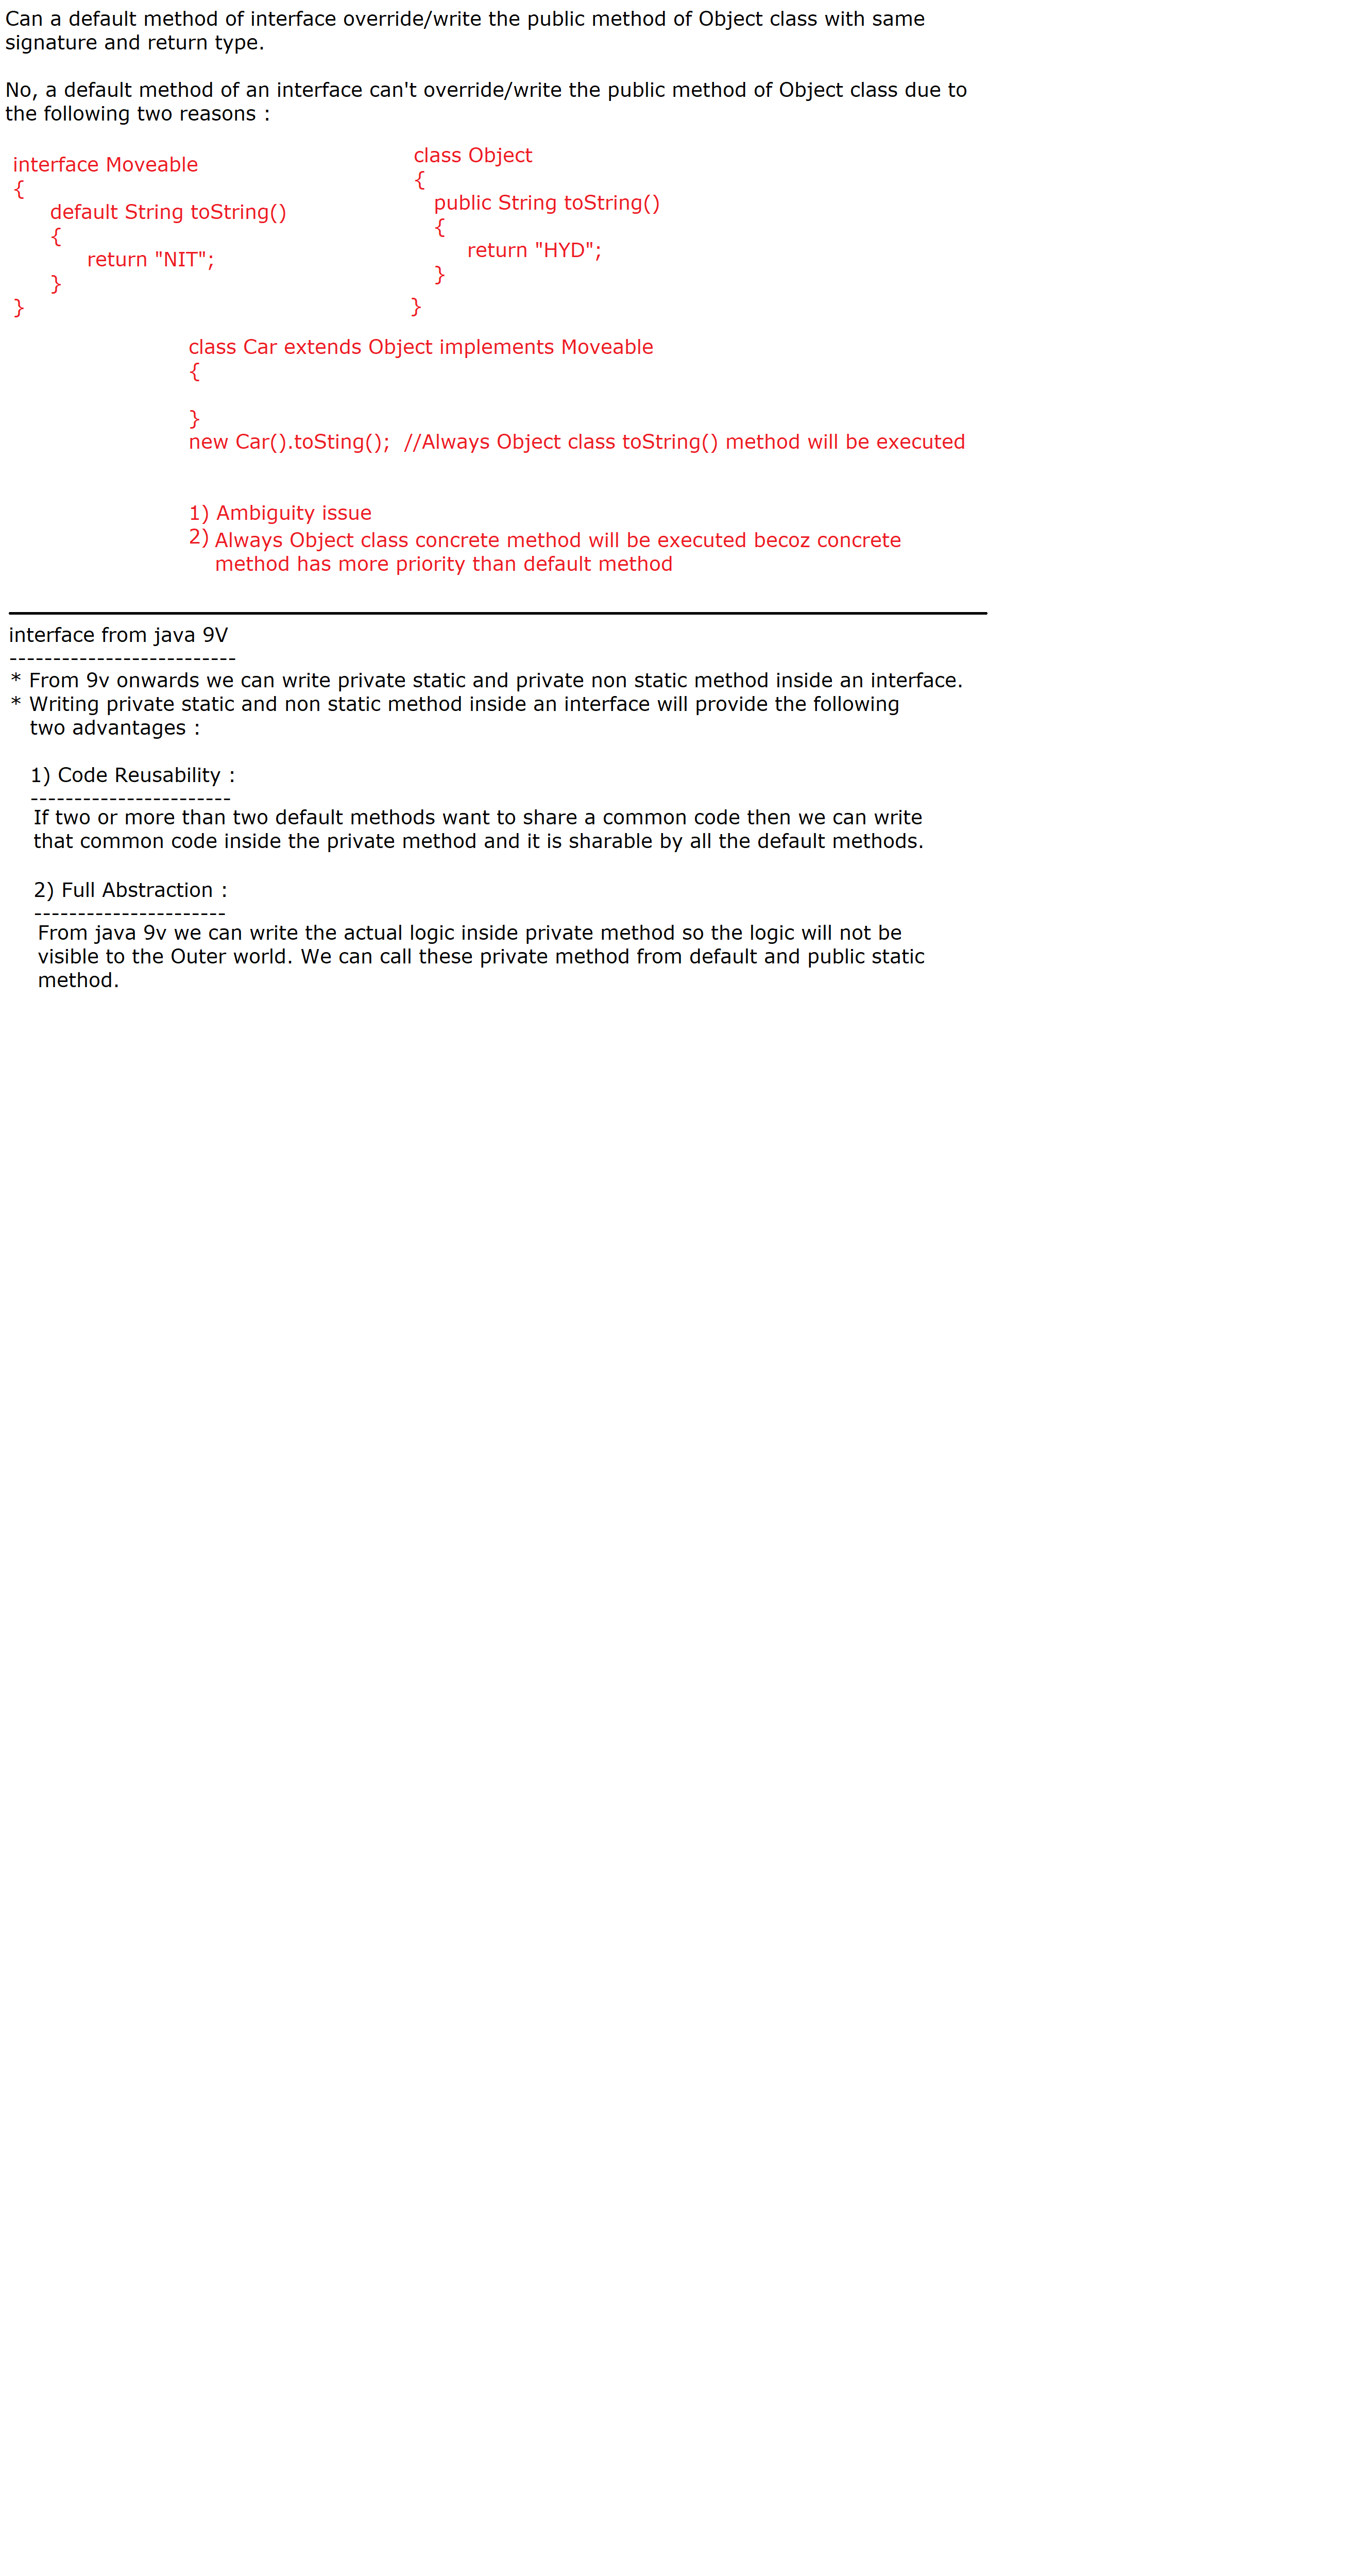 Can a default method of interface override/write the public method of Object class with same
signature and return type.
No, a default method of an interface can't override/write the public method of Object class due to
the following two reasons :
interface Moveable
{
default String toString()
{
return "NIT";
}
}
class Object
{
public String toString()
{
return "HYD";
}
}
class Car extends Object implements Moveable
{
}
new Car().toSting();  //Always Object class toString() method will be executed
1) Ambiguity issue
2) Always Object class concrete method will be executed becoz concrete
method has more priority than default method
interface from java 9V
--------------------------
* From 9v onwards we can write private static and private non static method inside an interface.
* Writing private static and non static method inside an interface will provide the following
two advantages :
1) Code Reusability :
-----------------------
If two or more than two default methods want to share a common code then we can write
that common code inside the private method and it is sharable by all the default methods.
2) Full Abstraction :
----------------------
From java 9v we can write the actual logic inside private method so the logic will not be
visible to the Outer world. We can call these private method from default and public static
method.